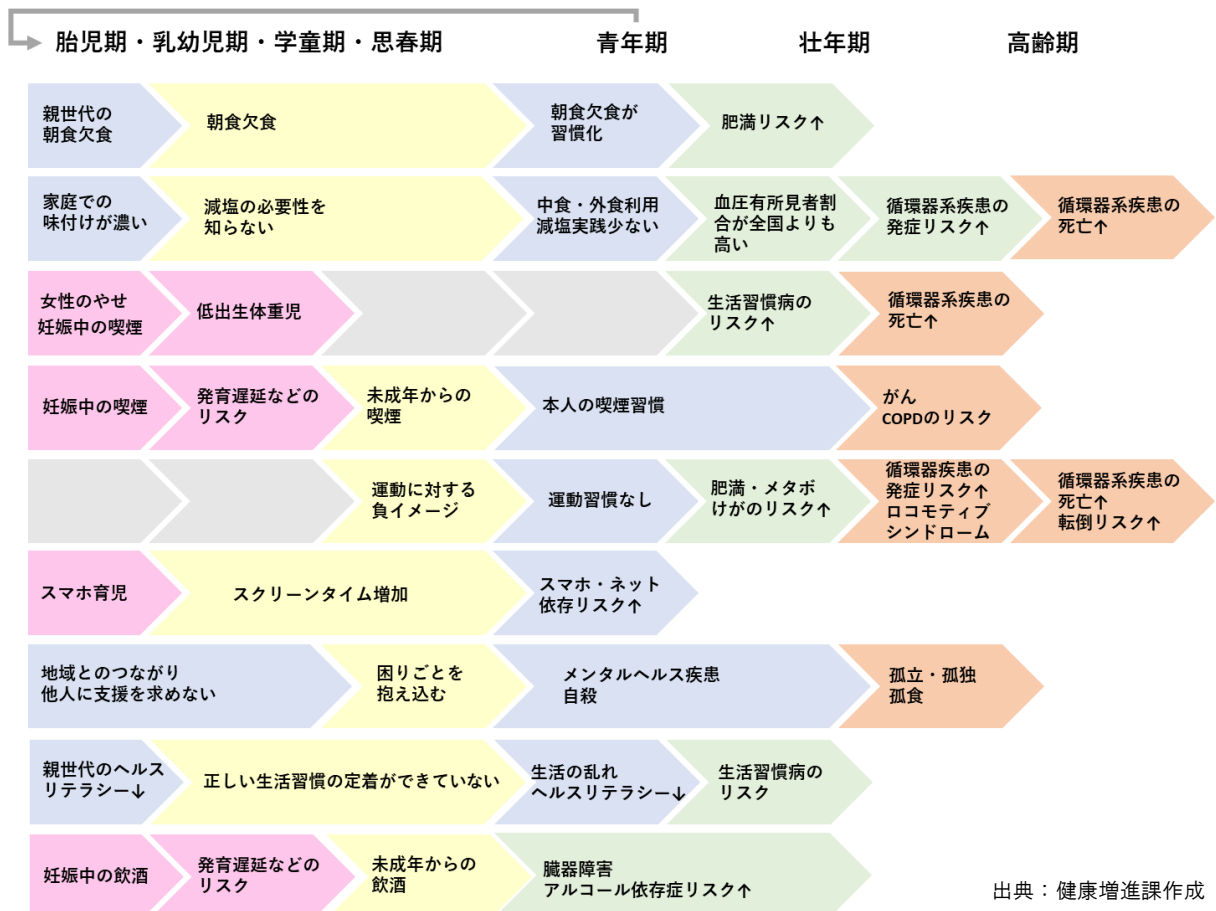 胎児期・乳幼児期・学童期・思春期
青年期
壮年期
高齢期
親世代の
朝食欠食
朝食欠食
朝食欠食が
習慣化
肥満リスク↑
家庭での
味付けが濃い
減塩の必要性を
知らない
中食・外食利用
減塩実践少ない
血圧有所見者割
合が全国よりも
高い
循環器系疾患の
発症リスク↑
循環器系疾患の
死亡↑
女性のやせ
妊娠中の喫煙
低出生体重児
生活習慣病の
リスク↑
循環器系疾患の
死亡↑
妊娠中の喫煙
発育遅延などの
リスク
未成年からの
喫煙
本人の喫煙習慣
がん
COPDのリスク
運動に対する
負イメージ
運動習慣なし
肥満・メタボ
けがのリスク↑
循環器疾患の
発症リスク↑
ロコモティブ
シンドローム
循環器系疾患の
死亡↑
転倒リスク↑
スマホ育児
スクリーンタイム増加
スマホ・ネット
依存リスク↑
地域とのつながり
他人に支援を求めない
困りごとを
抱え込む
メンタルヘルス疾患
自殺
孤立・孤独
孤食
親世代のヘルス
リテラシー↓
正しい生活習慣の定着ができていない
生活の乱れ
ヘルスリテラシー↓
生活習慣病の
リスク
妊娠中の飲酒
発育遅延などの
リスク
未成年からの
飲酒
臓器障害
アルコール依存症リスク↑
出典：健康増進課作成